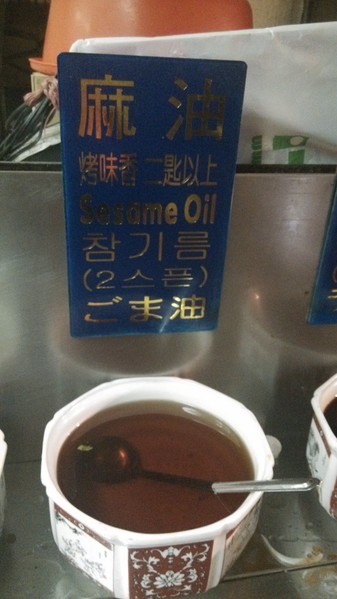 麻油
烤味香 二匙以上
Sesame Oil
참기름
(2스픈)
ごま油